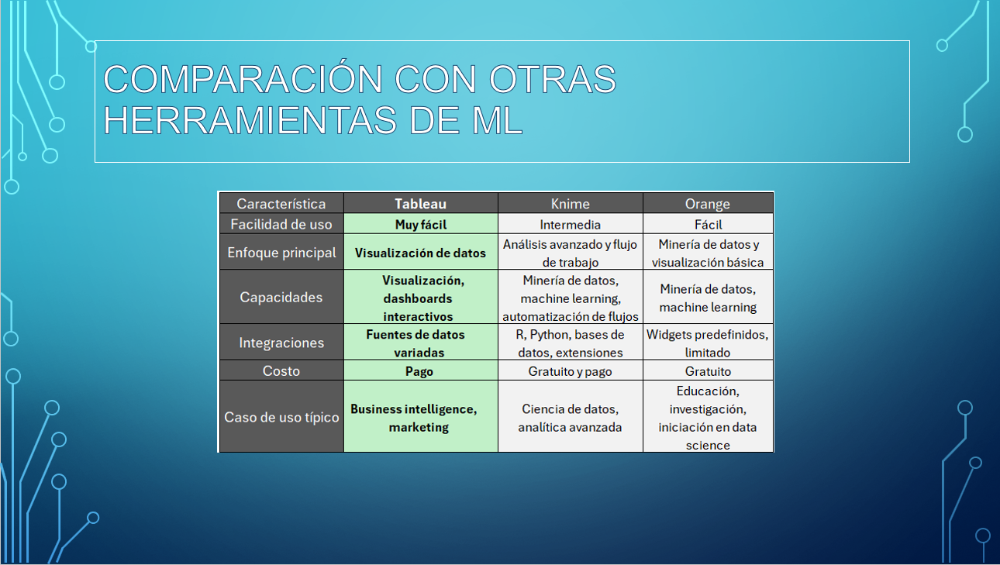 COMPARACIÓN CON OTRAS
HERRAMIENTAS DE ML
Característica Tableau Knime Orange
Facilidad de uso Muy fácil Intermedia Fácil
Enfoque principal
Visualización de datos
Análisis avanzado y flujo
de trabajo
Minería de datos y
visualización básica
Capacidades
Visualización,
dashboards
interactivos
Minería de datos,
machine learning,
automatización de flujos
Minería de datos,
machine learning
Integraciones
Fuentes de datos
variadas
R, Python, bases de
datos, extensiones
Widgets predefinidos,
limitado
Costo Pago Gratuito y pago Gratuito
Caso de uso típico
Business intelligence,
marketing
Ciencia de datos,
analítica avanzada
Educación,
investigación,
iniciación en data
science